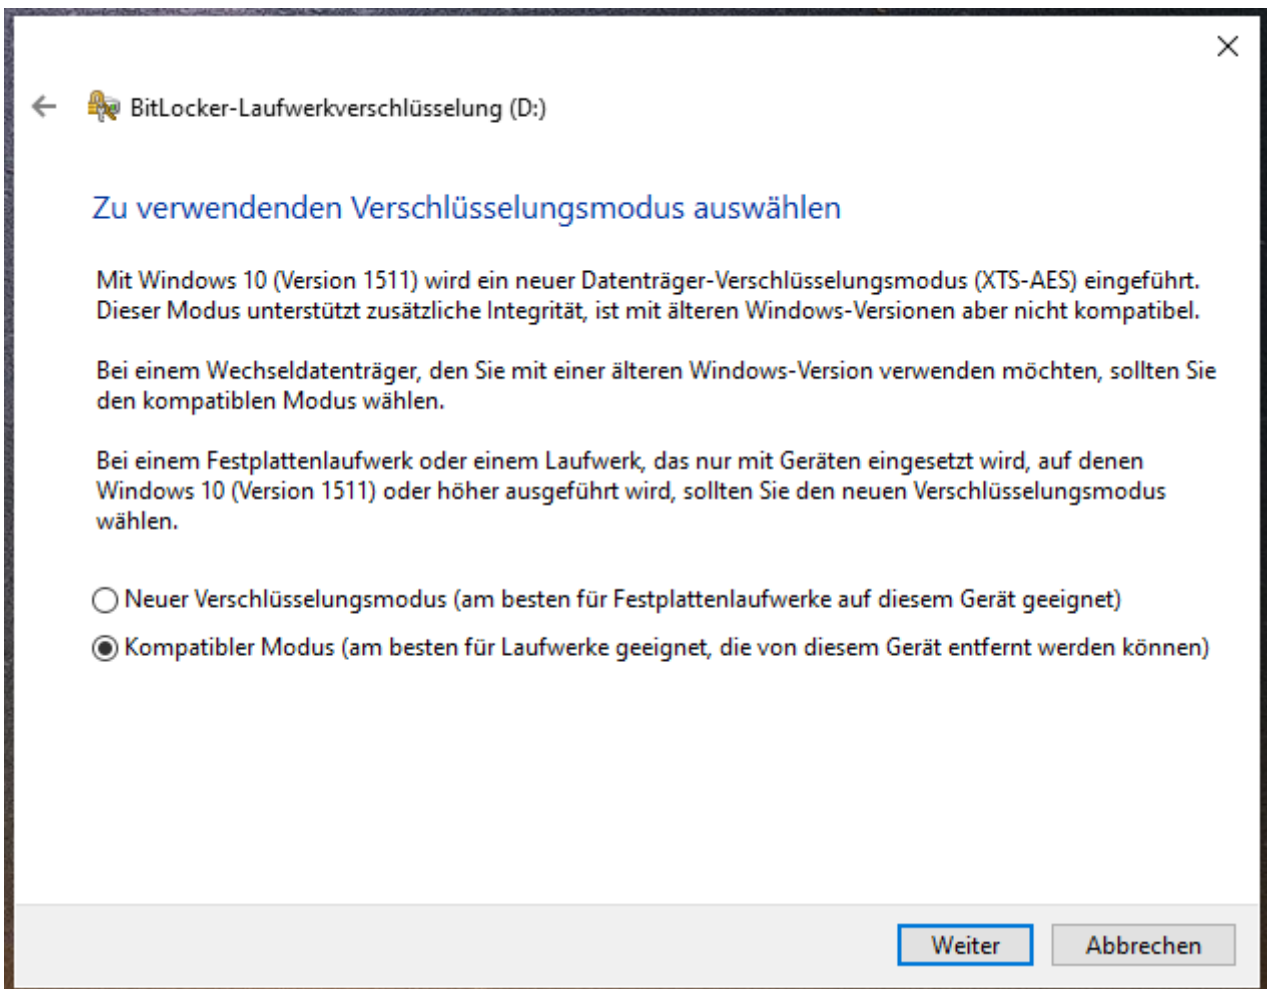 BitLocker-Laufwerkverschlüsselung (D:)
Zu verwendenden Verschlüsselungsmodus auswählen
Mit Windows 10 (Version 1511) wird ein neuer Datenträger-Verschlüsselungsmodus (XTS-AES) eingeführt.
Dieser Modus unterstützt zusätzliche Integrität, ist mit älteren Windows-Versionen aber nicht kompatibel.
Bei einem Wechseldatenträger, den Sie mit einer älteren Windows-Version verwenden möchten, sollten Sie
den kompatiblen Modus wählen.
Bei einem Festplattenlaufwerk oder einem Laufwerk, das nur mit Geräten eingesetzt wird, auf denen
Windows 10 (Version 1511) oder höher ausgeführt wird, sollten Sie den neuen Verschlüsselungsmodus
wählen.
Neuer Verschlüsselungsmodus (am besten für Festplattenlaufwerke auf diesem Gerät geeignet)
Kompatibler Modus (am besten für Laufwerke geeignet, die von diesem Gerät entfernt werden können)
Weiter
Abbrechen